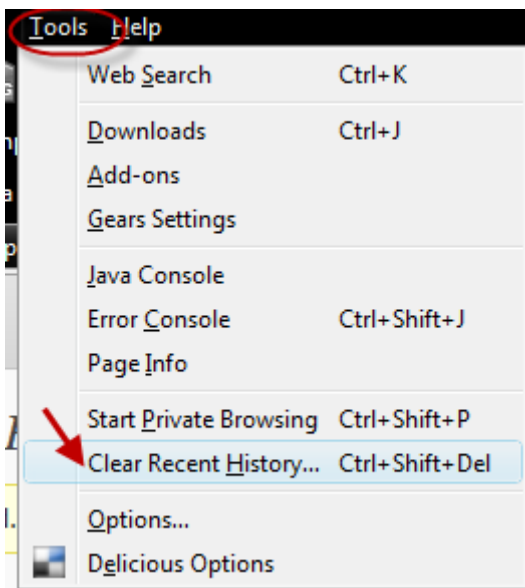 Tools Help
Web Search Ctrl+K
Downloads Ctrl+J
Add-ons
Gears Settings
Java Console
Error Console Ctrl+Shift+J
Page Info
Start Private Browsing Ctrl+Shift+P
Clear Recent History... Ctrl+Shift+Del
Options...
Delicious Options